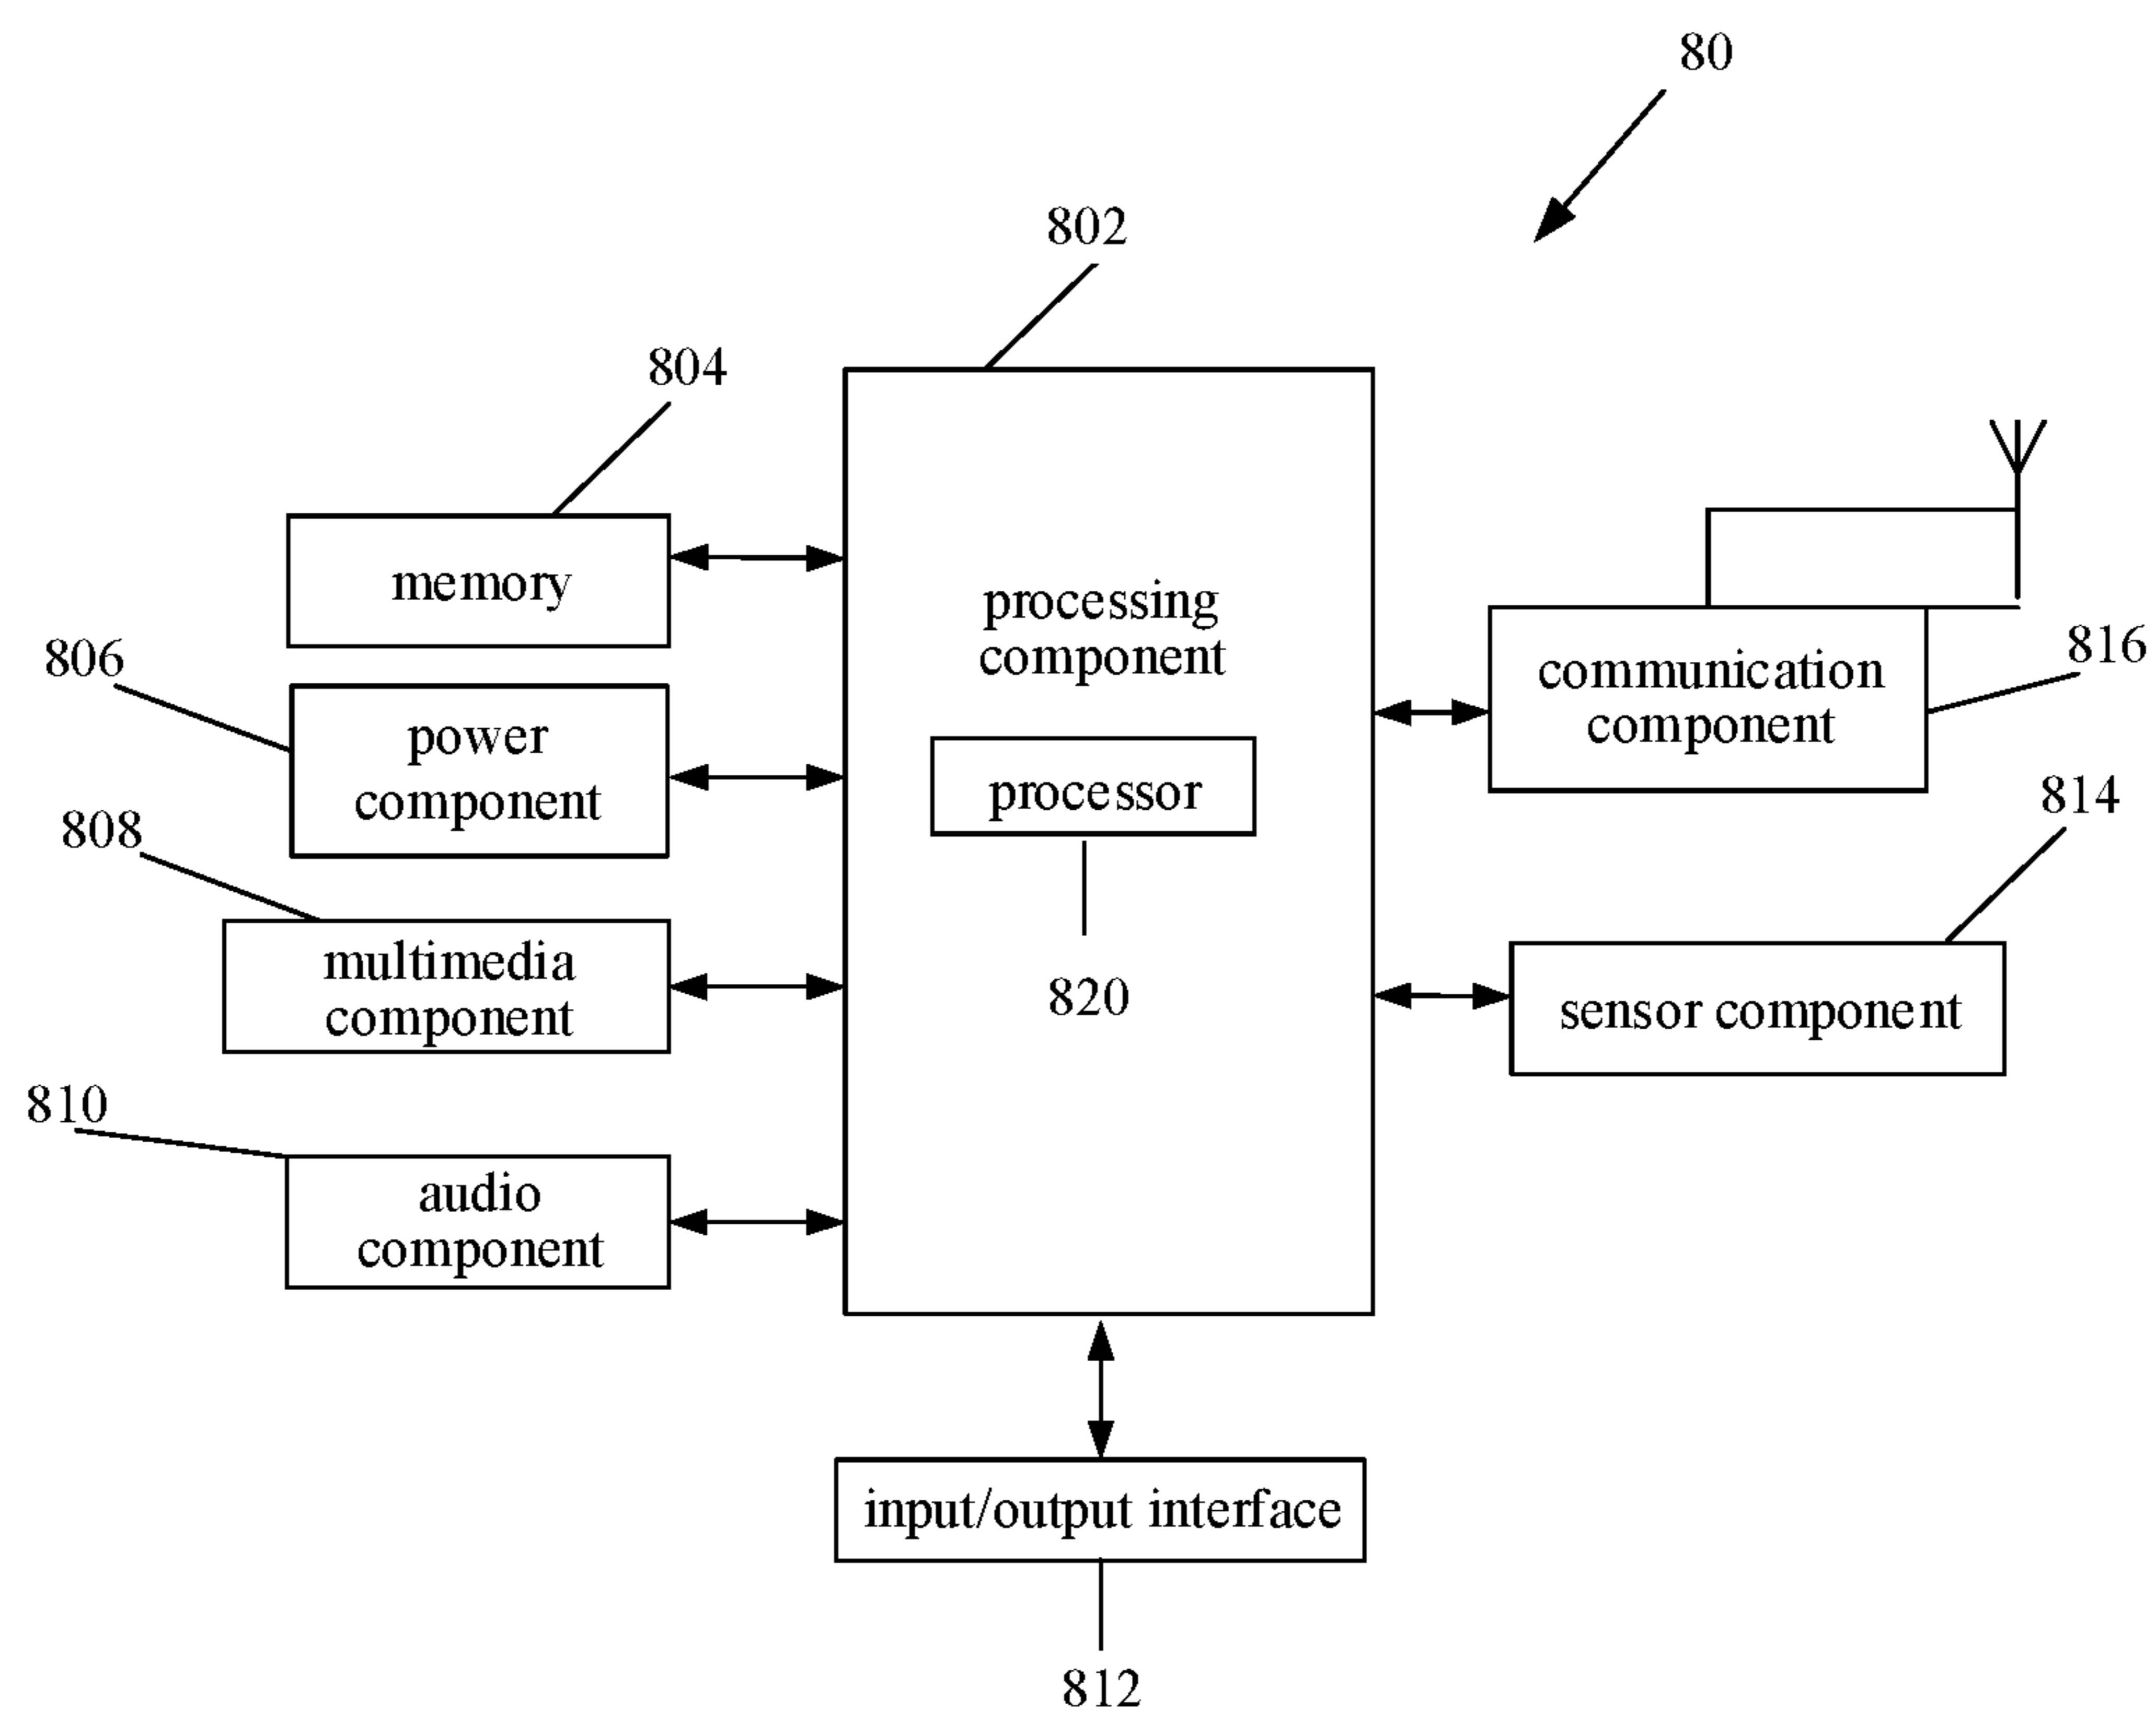 80
802
804
memory
processing
component
806
power
component
communication
component
816
processor
808
814
multimedia
component
820
sensor component
810
audio
component
input/output interface
812